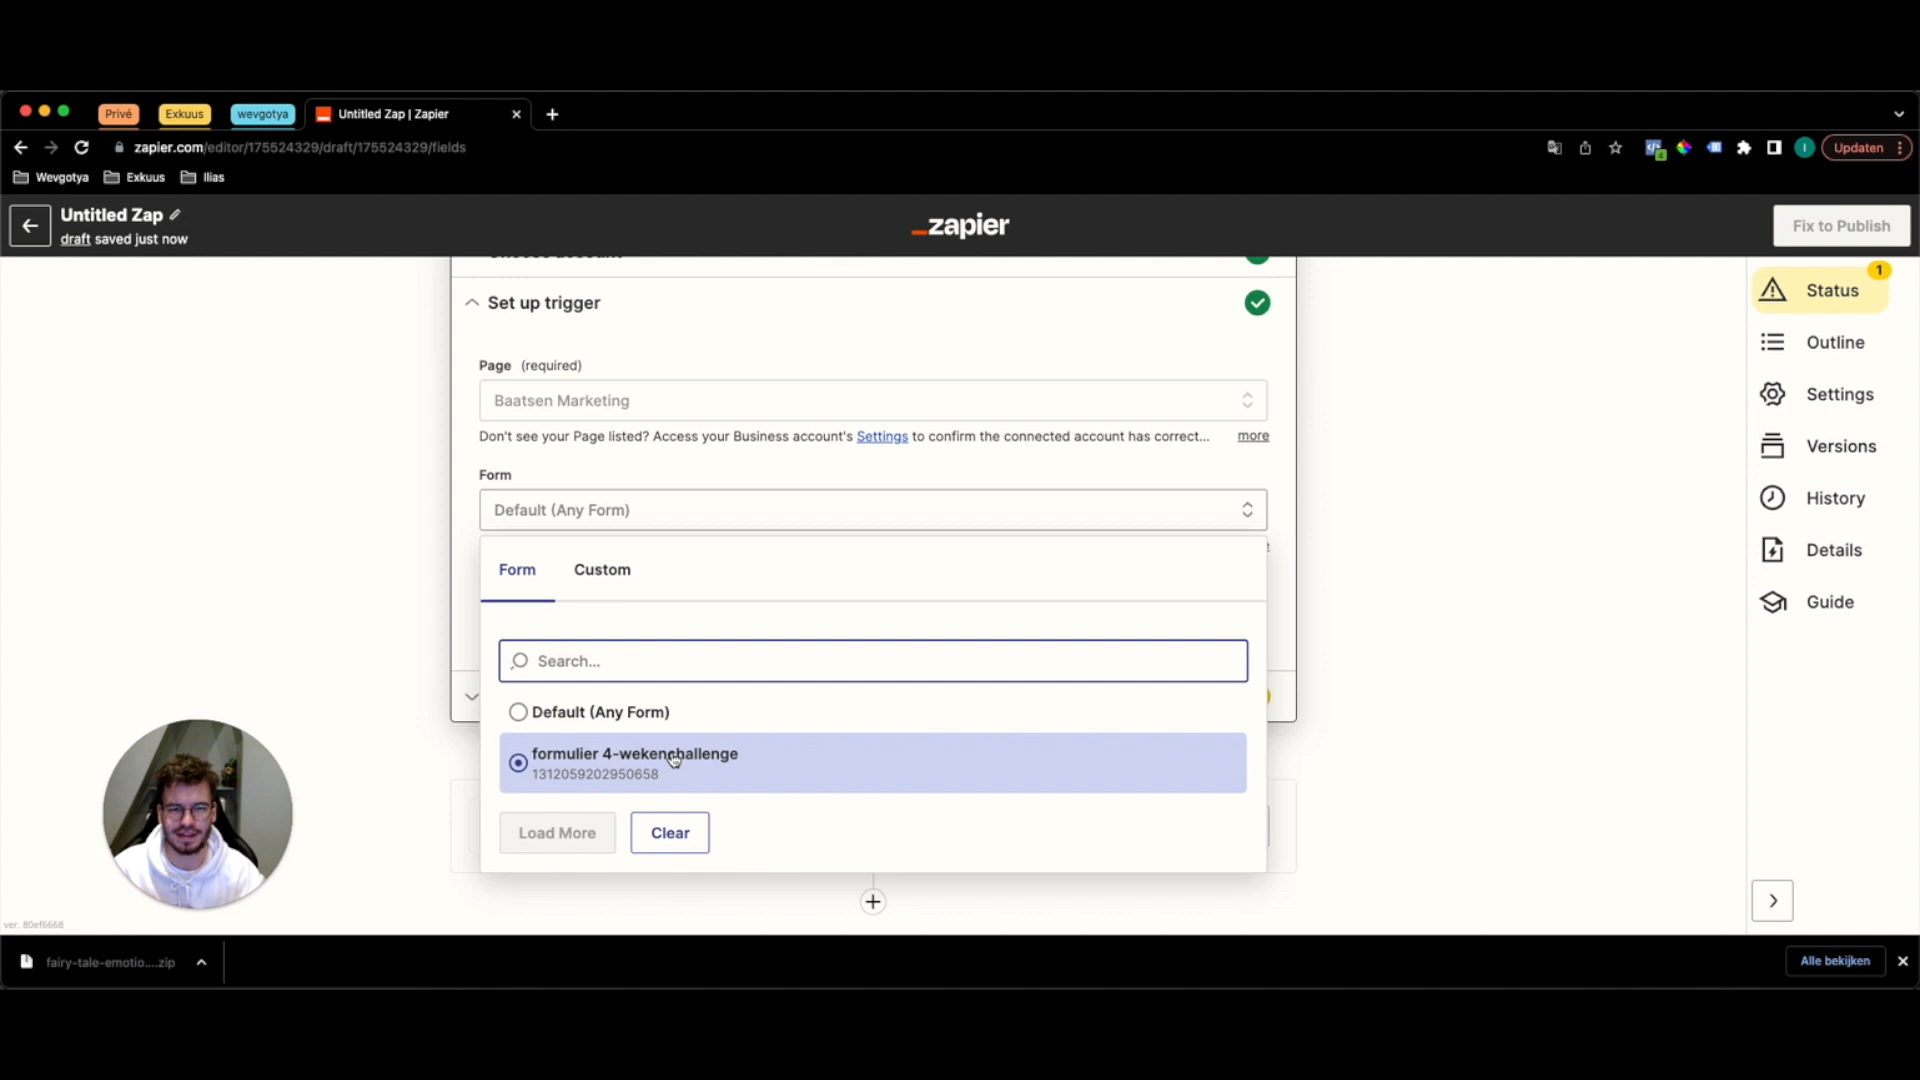 Privé
Exkuus
wevgotya
Untitled Zap | Zapier
zapier.com/editor/175524329/draft/175524329/fields
4
I
Updaten
Wevgotya
Exkuus
Ilias
Untitled Zap
draft saved just now
zapier
Fix to Publish
Set up trigger
Page (required)
Baatsen Marketing
Don't see your Page listed? Access your Business account's Settings to confirm the connected account has correct...
more
Form
Default (Any Form)
Form
Custom
Search...
Default (Any Form)
formulier 4-wekenchallenge
1312059202950658
Load More
Clear
1
Status
Outline
Settings
Versions
History
Details
Guide
ver. 80ef6668
fairy-tale-emotio....zip
Alle bekijken